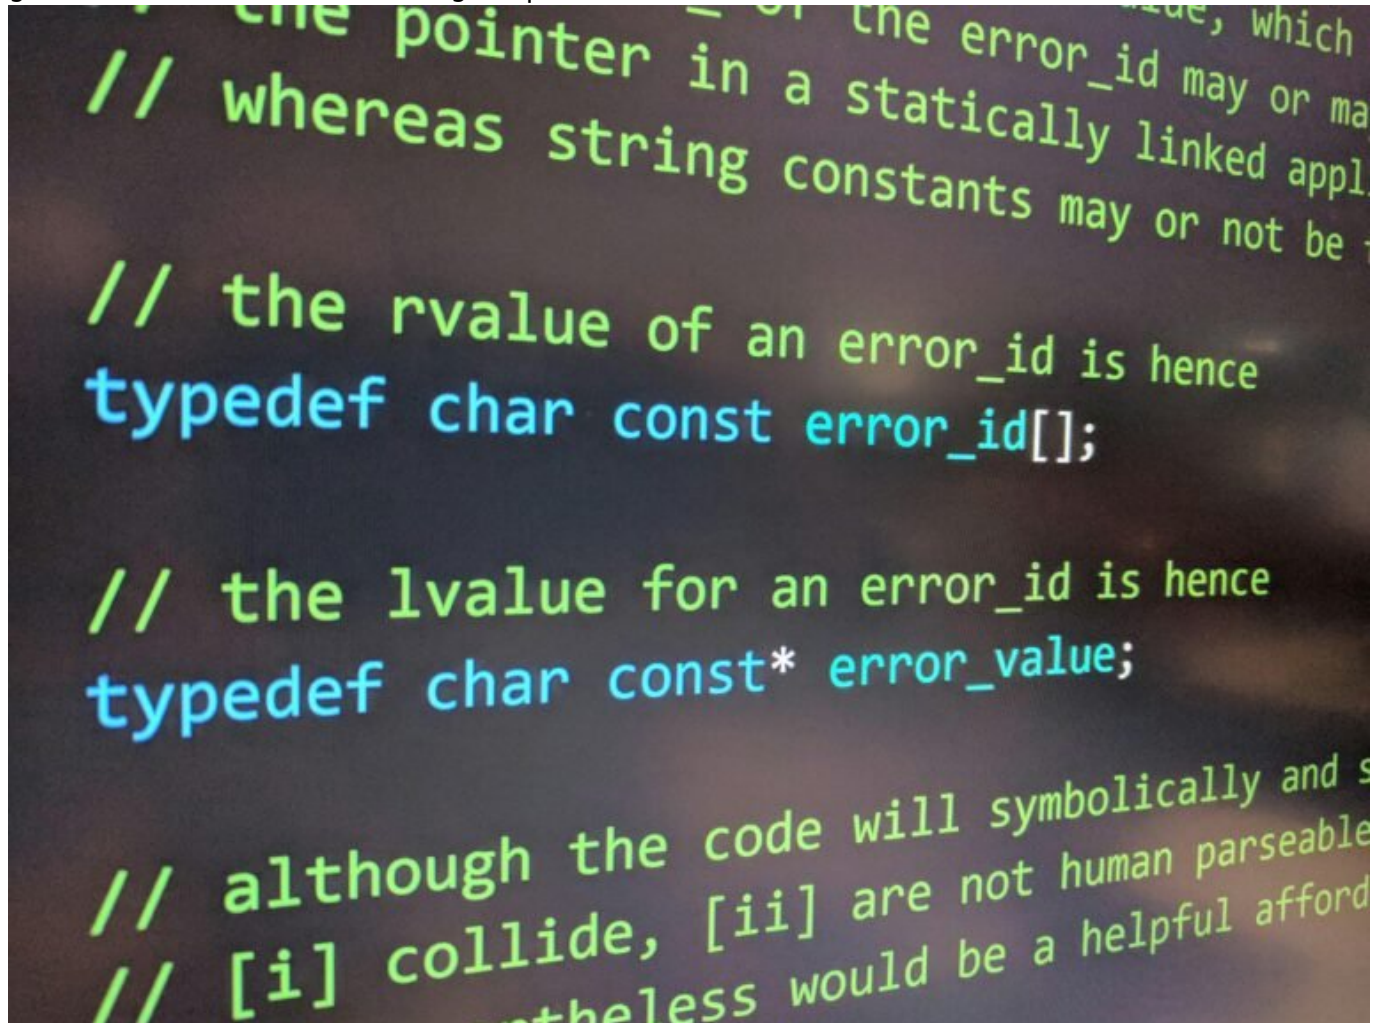 the pointer in a statically linked
// whereas string constants may or not be
// the rvalue of an error_id is hence
typedef char const error_id[];
// the lvalue for an error_id is hence
typedef char const* error_value;
// although the code will symbolically and
// [i] collide, [ii] are not human parseable
would be a helpful